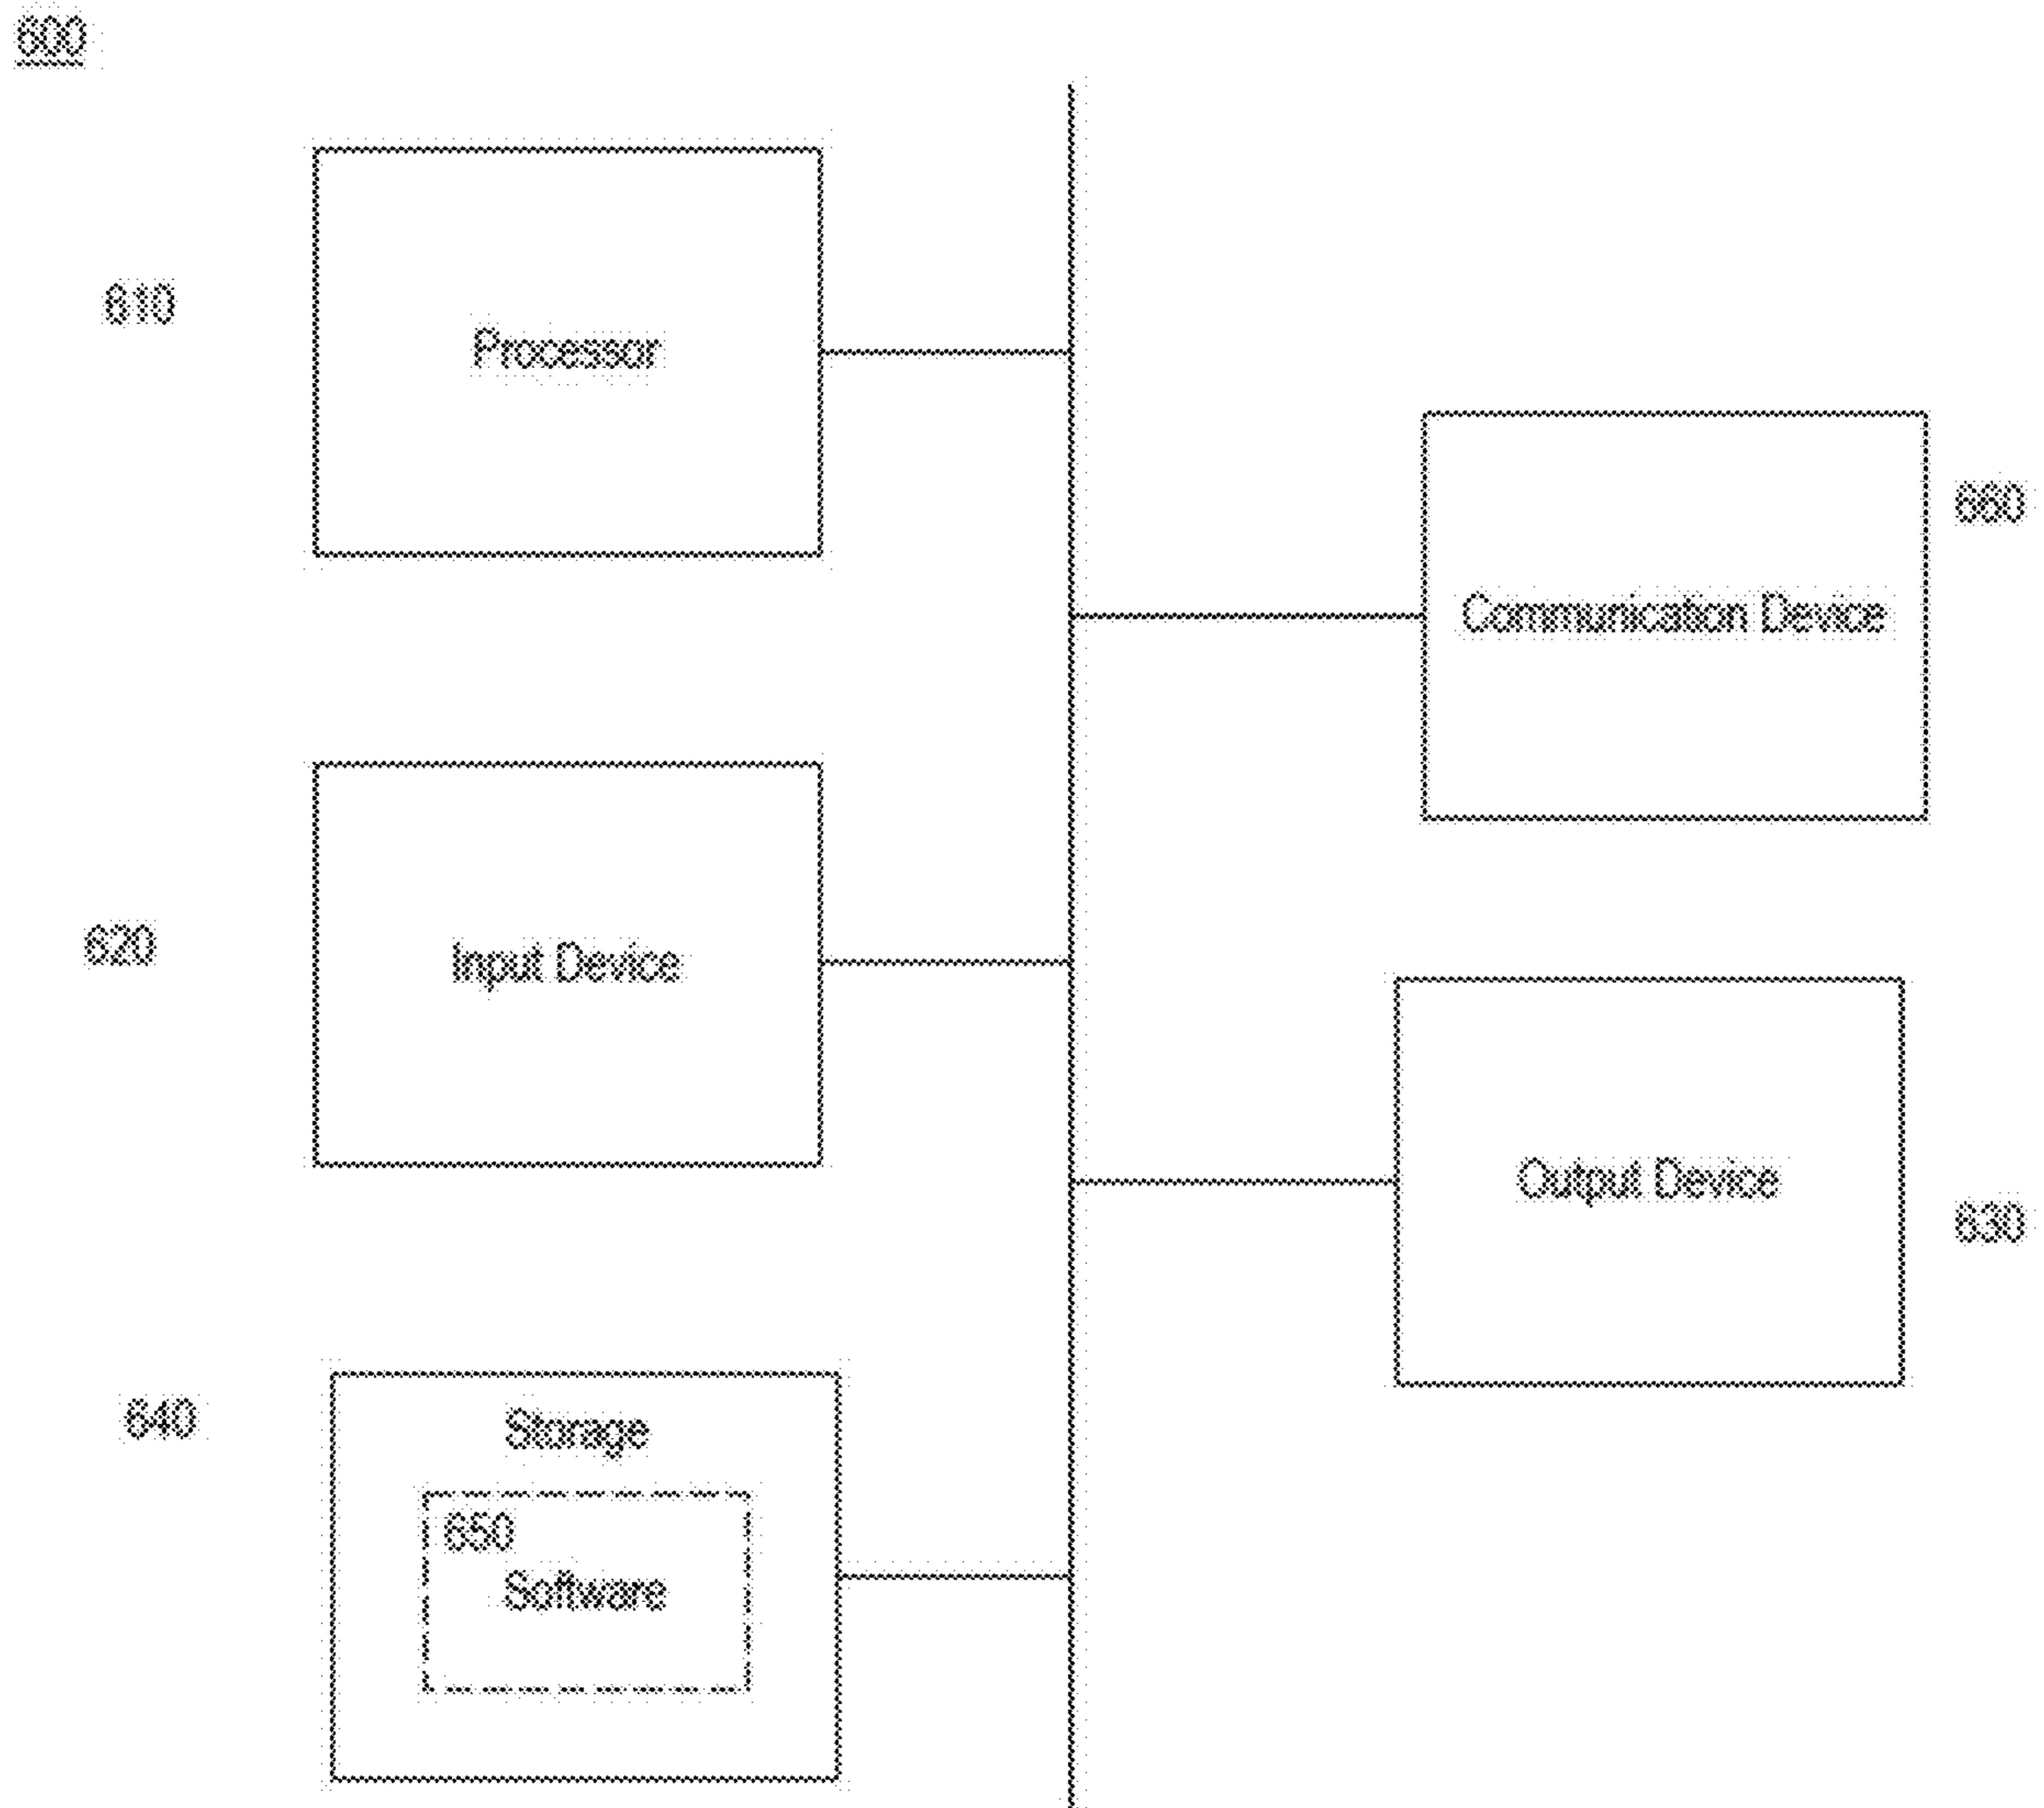 600
610
Processor
660
Communication Device
620
Input Device
Output Device
630
640
Storage
650
Software